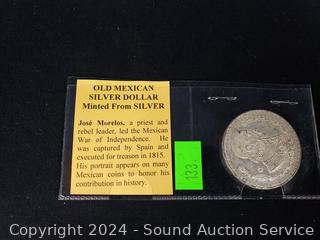 OLD MEXICAN
SILVER DOLLAR
Minted From SILVER
José Morelos, a priest and
rebel leader, led the Mexican
War of Independence. He
was captured by Spain and
executed for treason in 1815.
His portrait appears on many
Mexican coins to honor his
contribution in history.
133
Copyright 2024 - Sound Auction Service